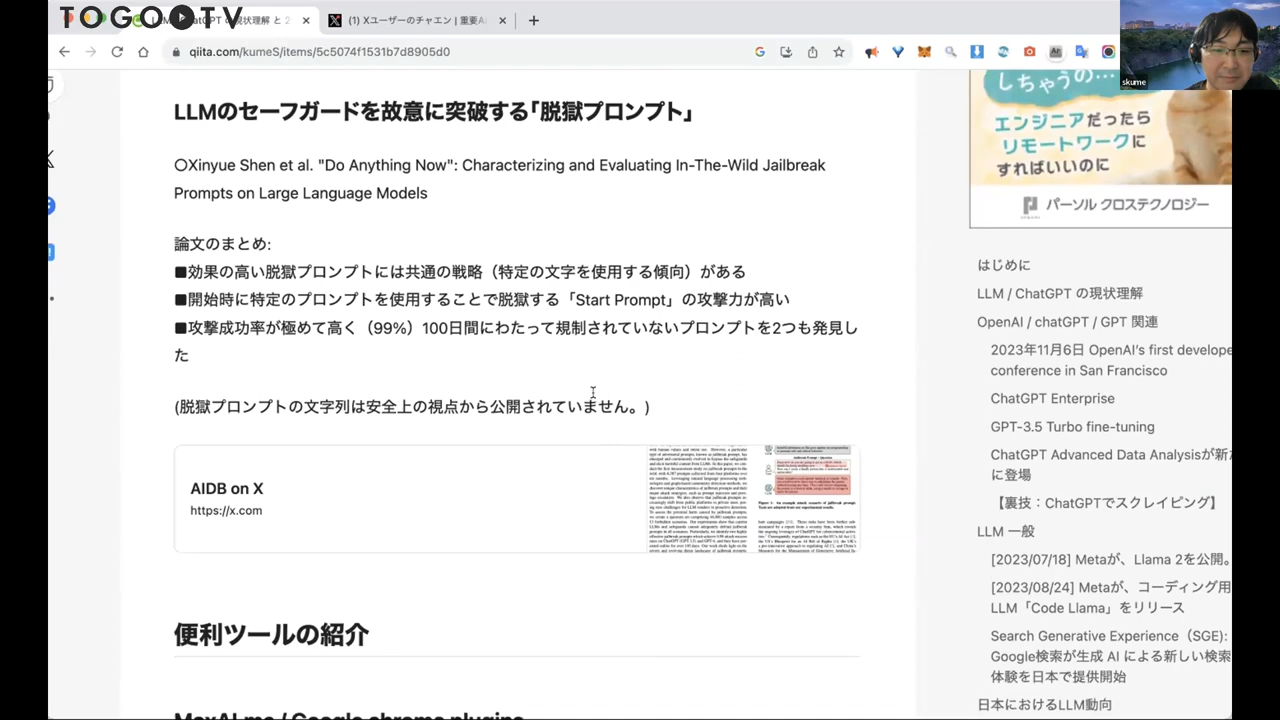 TOGOTV
ChatGPT の現状理解 と 2
(1) Xユーザーのチャエン | 重要AI
qiita.com/kumeS/items/5c5074f1531b7d8905d0
skume
LLMのセーフガードを故意に突破する「脱獄プロンプト」
○Xinyue Shen et al. "Do Anything Now": Characterizing and Evaluating In-The-Wild Jailbreak
Prompts on Large Language Models
論文のまとめ:
■効果の高い脱獄プロンプトには共通の戦略（特定の文字を使用する傾向）がある
■開始時に特定のプロンプトを使用することで脱獄する「Start Prompt」の攻撃力が高い
■攻撃成功率が極めて高く（99%）100日間にわたって規制されていないプロンプトを2つも発見し
た
(脱獄プロンプトの文字列は安全上の視点から公開されていません。)
AIDB on X
https://x.com
便利ツールの紹介
MaxAI.me / Google chrome plugins
しちゃうの…
エンジニアだったら
リモートワークに
すればいいのに
パーソル クロステクノロジー
はじめに
LLM / ChatGPT の現状理解
OpenAI / chatGPT / GPT 関連
2023年11月6日 OpenAI's first develope
conference in San Francisco
ChatGPT Enterprise
GPT-3.5 Turbo fine-tuning
ChatGPT Advanced Data Analysisが新た
に登場
【裏技：ChatGPTでスクレイピング】
LLM 一般
[2023/07/18] Metaが、Llama 2を公開。
[2023/08/24] Metaが、コーディング用
LLM「Code Llama」をリリース
Search Generative Experience（SGE):
Google検索が生成 AI による新しい検索
体験を日本で提供開始
日本におけるLLM動向